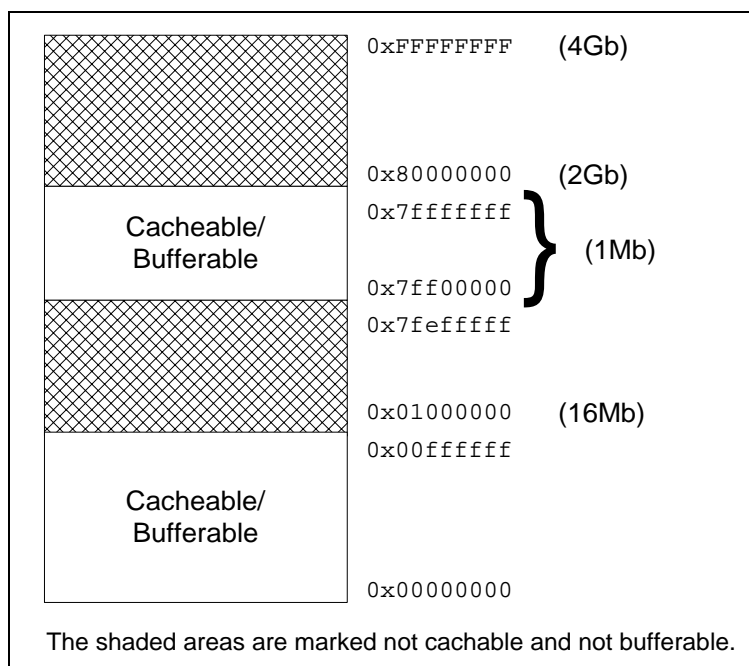 0xFFFFFFFF (4Gb)
0x80000000 (2Gb)
0x7fffffff
Cacheable/
Bufferable
(1Mb)
0x7ff00000
0x7fefffff
0x01000000 (16Mb)
0x00ffffff
Cacheable/
Bufferable
0x00000000
The shaded areas are marked not cachable and not bufferable.